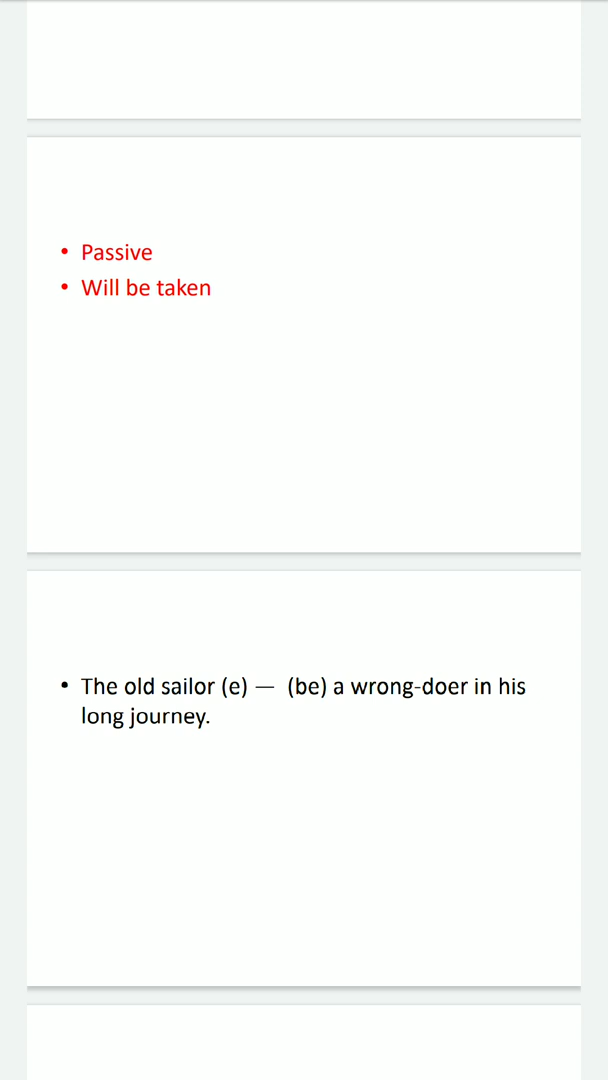 • Passive
• Will be taken
• The old sailor (e) — (be) a wrong-doer in his
long journey.